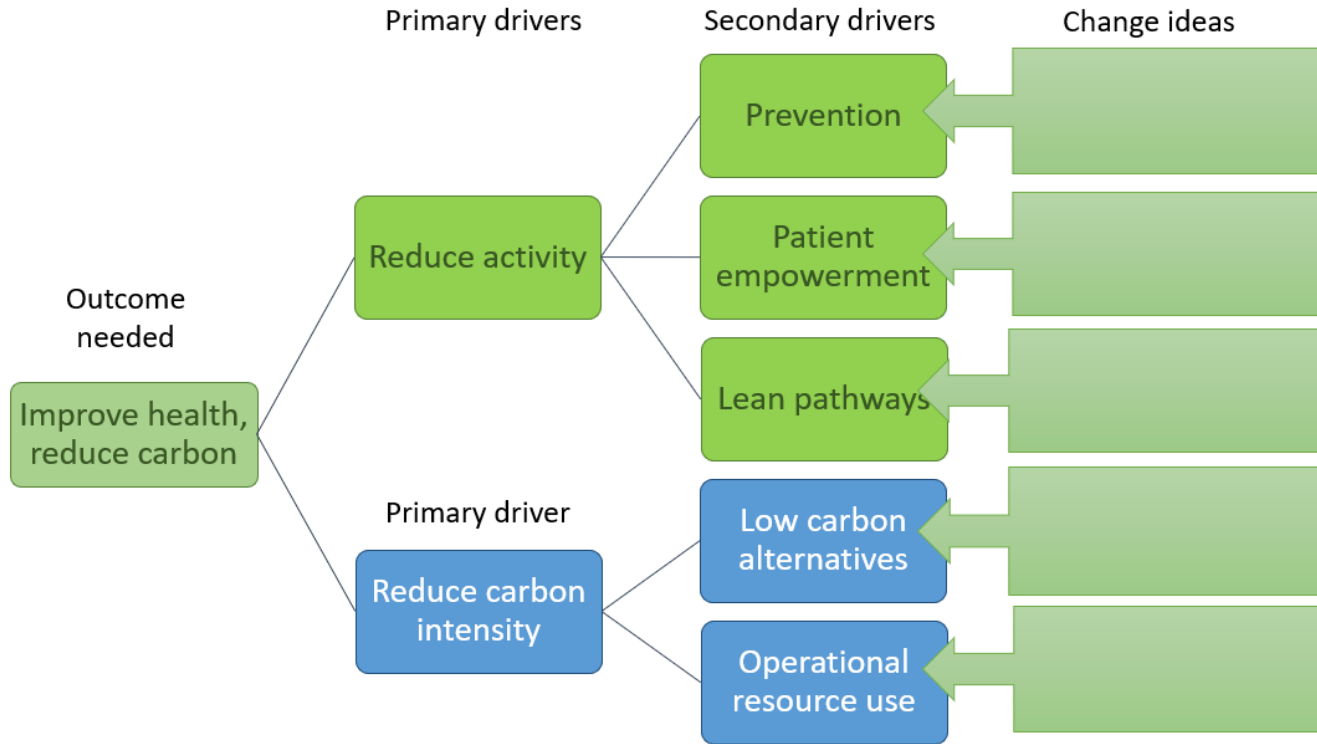 Primary drivers
Secondary drivers
Change ideas
Prevention
Reduce activity
Patient
empowerment
Outcome
needed
Lean pathways
Improve health,
reduce carbon
Primary driver
Low carbon
alternatives
Reduce carbon
intensity
Operational
resource use